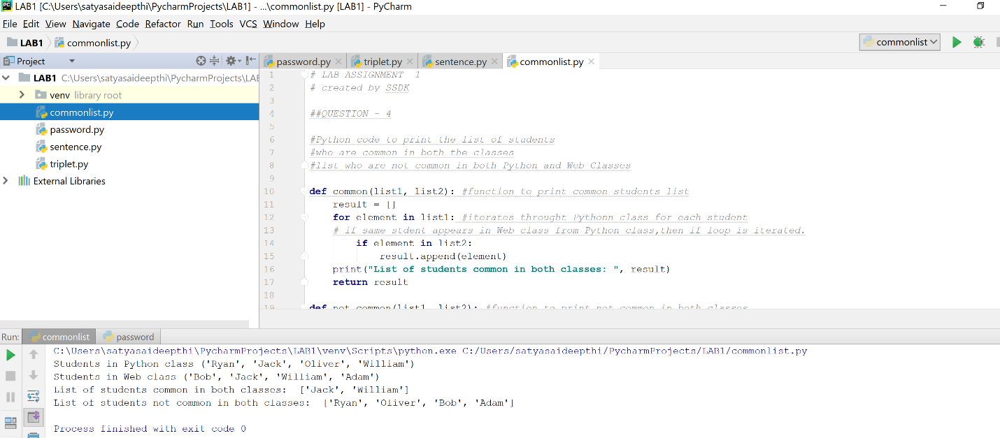 LAB1 [C:\Users\satyasaideepthi\PycharmProjects\LAB1] - ...\commonlist.py [LAB1] - PyCharm
File Edit View Navigate Code Refactor Run Tools VCS Window Help
LAB1 commonlist.py commonlist
Project password.py triplet.py sentence.py commonlist.py
LAB1 C:\Users\satyasaideepthi\PycharmProjects\LAB
venv library root
commonlist.py
password.py
sentence.py
triplet.py
External Libraries
1 # LAB ASSIGNMENT 1
2 # created by SSDK
3
4 ##QUESTION - 4
5
6 #Python code to print the list of students
7 #who are common in both the classes
8 #list who are not common in both Python and Web Classes
9
10 def common(list1, list2): #function to print common students list
11 result = []
12 for element in list1: #iterates throught Pythonn class for each student
13 # if same stdent appears in Web class from Python class,then if loop is iterated.
14 if element in list2:
15 result.append(element)
16 print("List of students common in both classes: ", result)
17 return result
18
19 def not_common(list1, list2): #function to print not common in both classes
Run: commonlist password
C:\Users\satyasaideepthi\PycharmProjects\LAB1\venv\Scripts\python.exe C:/Users/satyasaideepthi/PycharmProjects/LAB1/commonlist.py
Students in Python class ('Ryan', 'Jack', 'Oliver', 'William')
Students in Web class ('Bob', 'Jack', 'William', 'Adam')
List of students common in both classes:  ['Jack', 'William']
List of students not common in both classes:  ['Ryan', 'Oliver', 'Bob', 'Adam']
Process finished with exit code 0